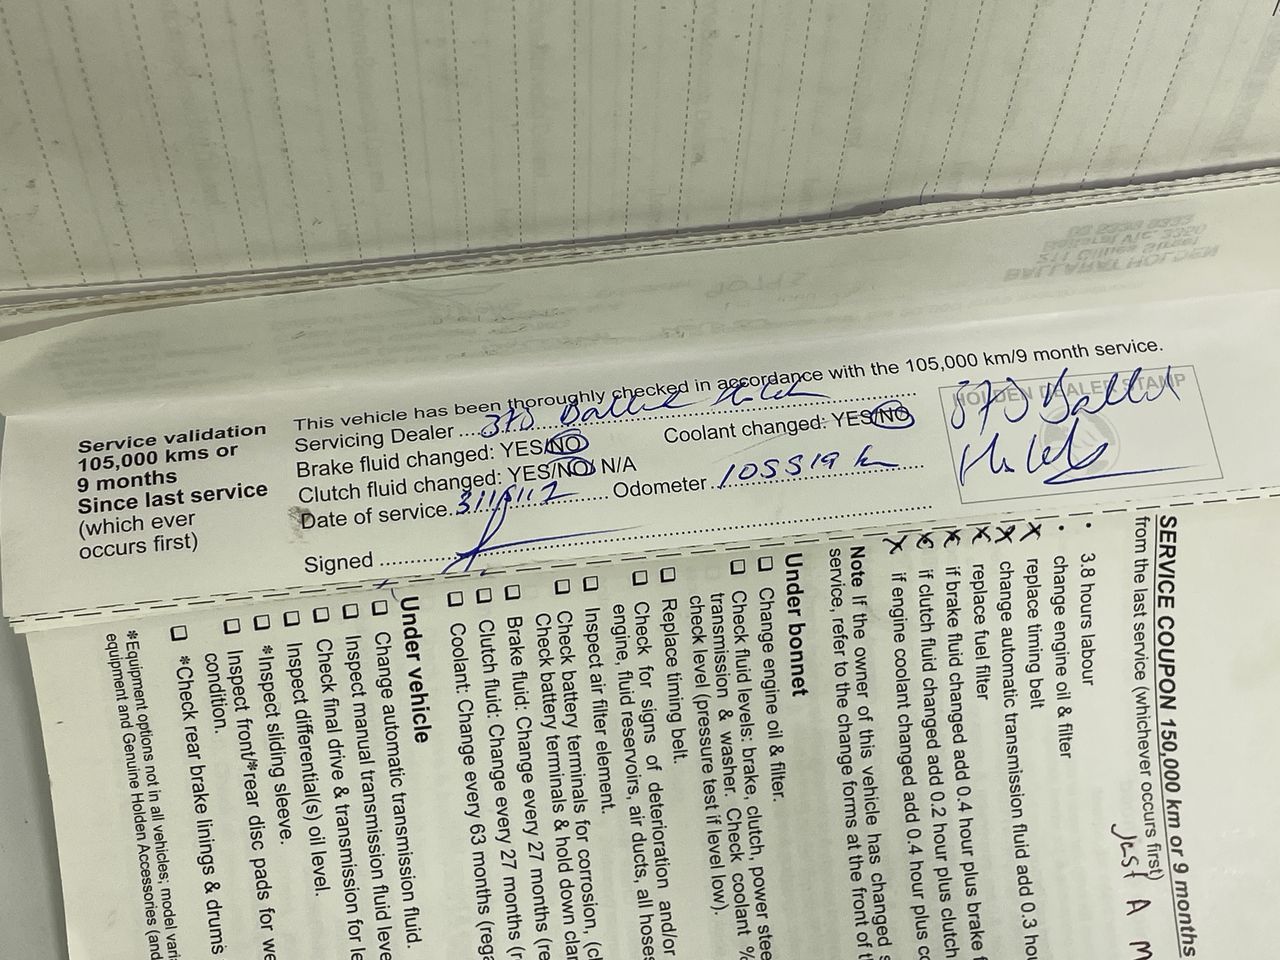 Service validation
105,000 kms or
9 months
Since last service
(which ever
occurs first)
This vehicle has been thoroughly checked in accordance with the 105,000 km/9 month service.
Servicing Dealer 373 Holden
Brake fluid changed: YES/NO
Coolant changed: YES/NO
Clutch fluid changed: YES/NO/ N/A
Date of service
Odometer 105519 km
Signed
HOLDEN DEALER STAMP
373
Holden
SERVICE COUPON 150,000 km or 9 months
from the last service (whichever occurs first)
Just A
• 3.8 hours labour
• change engine oil & filter
replace timing belt
change automatic transmission fluid add 0.3 hou
replace fuel filter
if brake fluid changed add 0.4 hour plus brake f
if clutch fluid changed add 0.2 hour plus clutch
if engine coolant changed add 0.4 hour plus co
Note If the owner of this vehicle has changed s
service, refer to the change forms at the front of th
Under bonnet
Change engine oil & filter.
Check fluid levels: brake, clutch, power stee
transmission & washer. Check coolant %
check level (pressure test if level low).
Replace timing belt.
Check for signs of deterioration and/or
engine, fluid reservoirs, air ducts, all hoses
Inspect air filter element.
Check battery terminals for corrosion, (cl
Check battery terminals & hold down clar
Brake fluid: Change every 27 months (re
Clutch fluid: Change every 27 months (r
Coolant: Change every 63 months (rega
Under vehicle
Change automatic transmission fluid.
Inspect manual transmission fluid leve
Check final drive & transmission for le
Inspect differential(s) oil level.
*Inspect sliding sleeve.
Inspect front/*rear disc pads for we
condition.
*Check rear brake linings & drums
*Equipment options not in all vehicles; model vari
equipment and Genuine Holden Accessories (and
BALLARAT HOLDEN